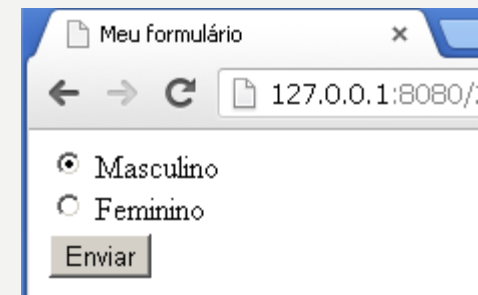 Meu formulário
127.0.0.1:8080/
Masculino
Feminino
Enviar